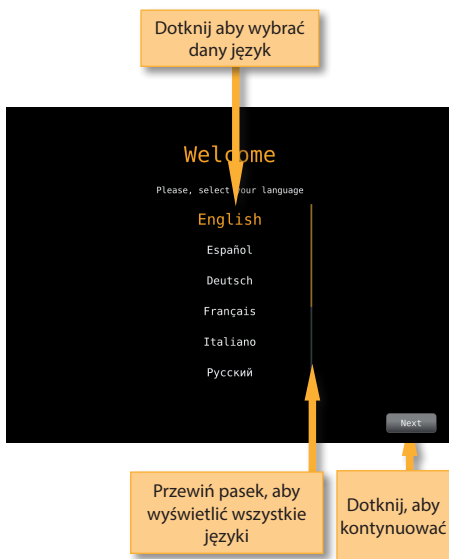 Dotknij aby wybrać
dany język
Welcome
Please, select your language
English
Español
Deutsch
Français
Italiano
Русский
Next
Przewiń pasek, aby
wyświetlić wszystkie
języki
Dotknij, aby
kontynuować